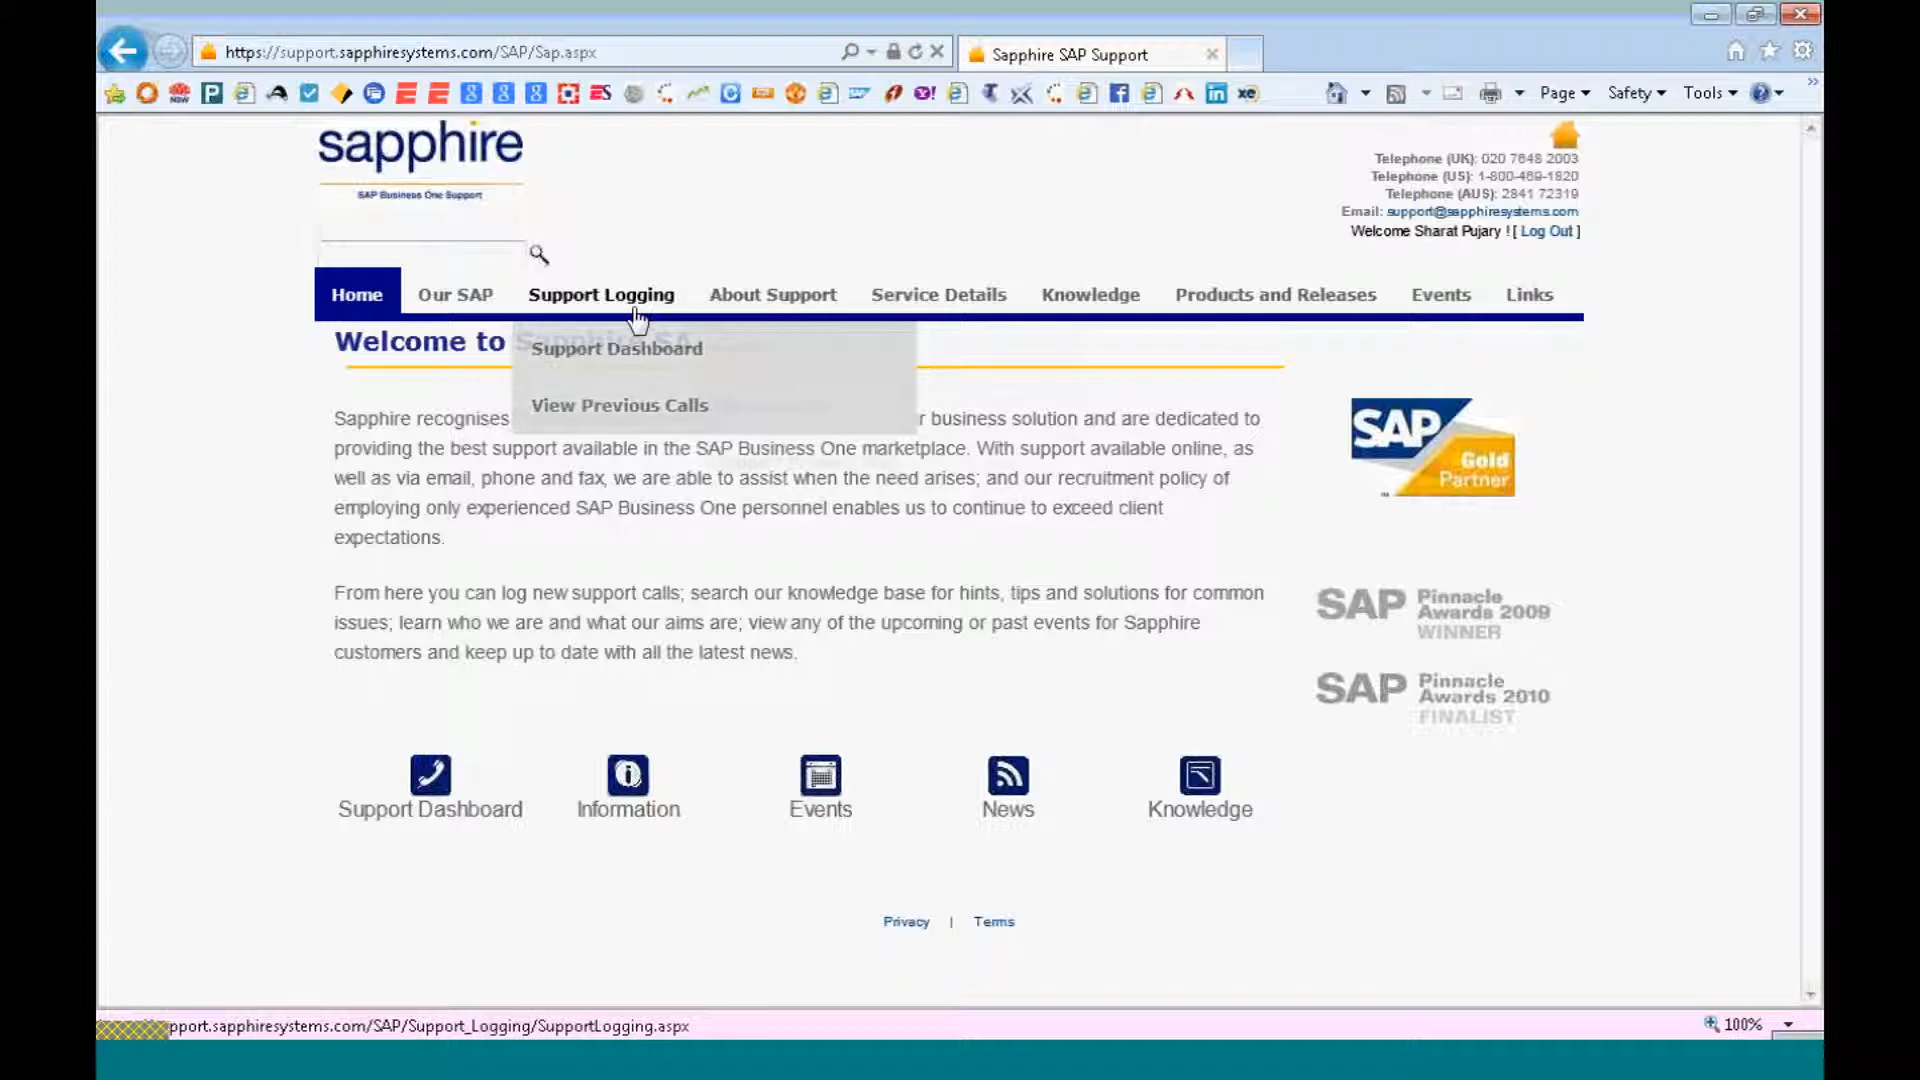 https://support.sapphiresystems.com/SAP/Sap.aspx
Sapphire SAP Support
Page
Safety
Tools
sapphire
SAP Business One Support
Telephone (UK): 020 7648 2003
Telephone (US): 1-800-469-1820
Telephone (AUS): 2841 72319
Email: support@sapphiresystems.com
Welcome Sharat Pujary ! [ Log Out ]
Home Our SAP Support Logging About Support Service Details Knowledge Products and Releases Events Links
Welcome to
Support Dashboard
View Previous Calls
Sapphire recognises r business solution and are dedicated to
providing the best support available in the SAP Business One marketplace. With support available online, as
well as via email, phone and fax, we are able to assist when the need arises; and our recruitment policy of
employing only experienced SAP Business One personnel enables us to continue to exceed client
expectations.
From here you can log new support calls; search our knowledge base for hints, tips and solutions for common
issues; learn who we are and what our aims are; view any of the upcoming or past events for Sapphire
customers and keep up to date with all the latest news.
SAP
Gold
Partner
SAP Pinnacle
Awards 2009
WINNER
SAP Pinnacle
Awards 2010
FINALIST
Support Dashboard
Information
Events
News
Knowledge
Privacy | Terms
pport.sapphiresystems.com/SAP/Support_Logging/SupportLogging.aspx
100%